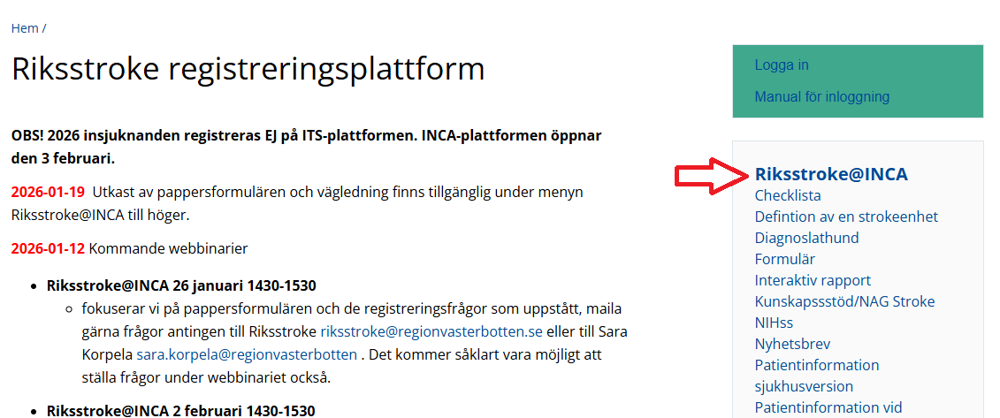 Hem /
Riksstroke registreringsplattform
OBS! 2026 insjuknanden registreras EJ på ITS-plattformen. INCA-plattformen öppnar
den 3 februari.
2026-01-19 Utkast av pappersformulären och vägledning finns tillgänglig under menyn
Riksstroke@INCA till höger.
2026-01-12 Kommande webbinarier
• Riksstroke@INCA 26 januari 1430-1530
◦ fokuserar vi på pappersformulären och de registreringsfrågor som uppstått, maila
gärna frågor antingen till Riksstroke riksstroke@regionvasterbotten.se eller till Sara
Korpela sara.korpela@regionvasterbotten . Det kommer såklart vara möjligt att
ställa frågor under webbinariet också.
• Riksstroke@INCA 2 februari 1430-1530
Logga in
Manual för inloggning
Riksstroke@INCA
Checklista
Defintion av en strokeenhet
Diagnoslathund
Formulär
Interaktiv rapport
Kunskapssstöd/NAG Stroke
NIHss
Nyhetsbrev
Patientinformation
sjukhusversion
Patientinformation vid